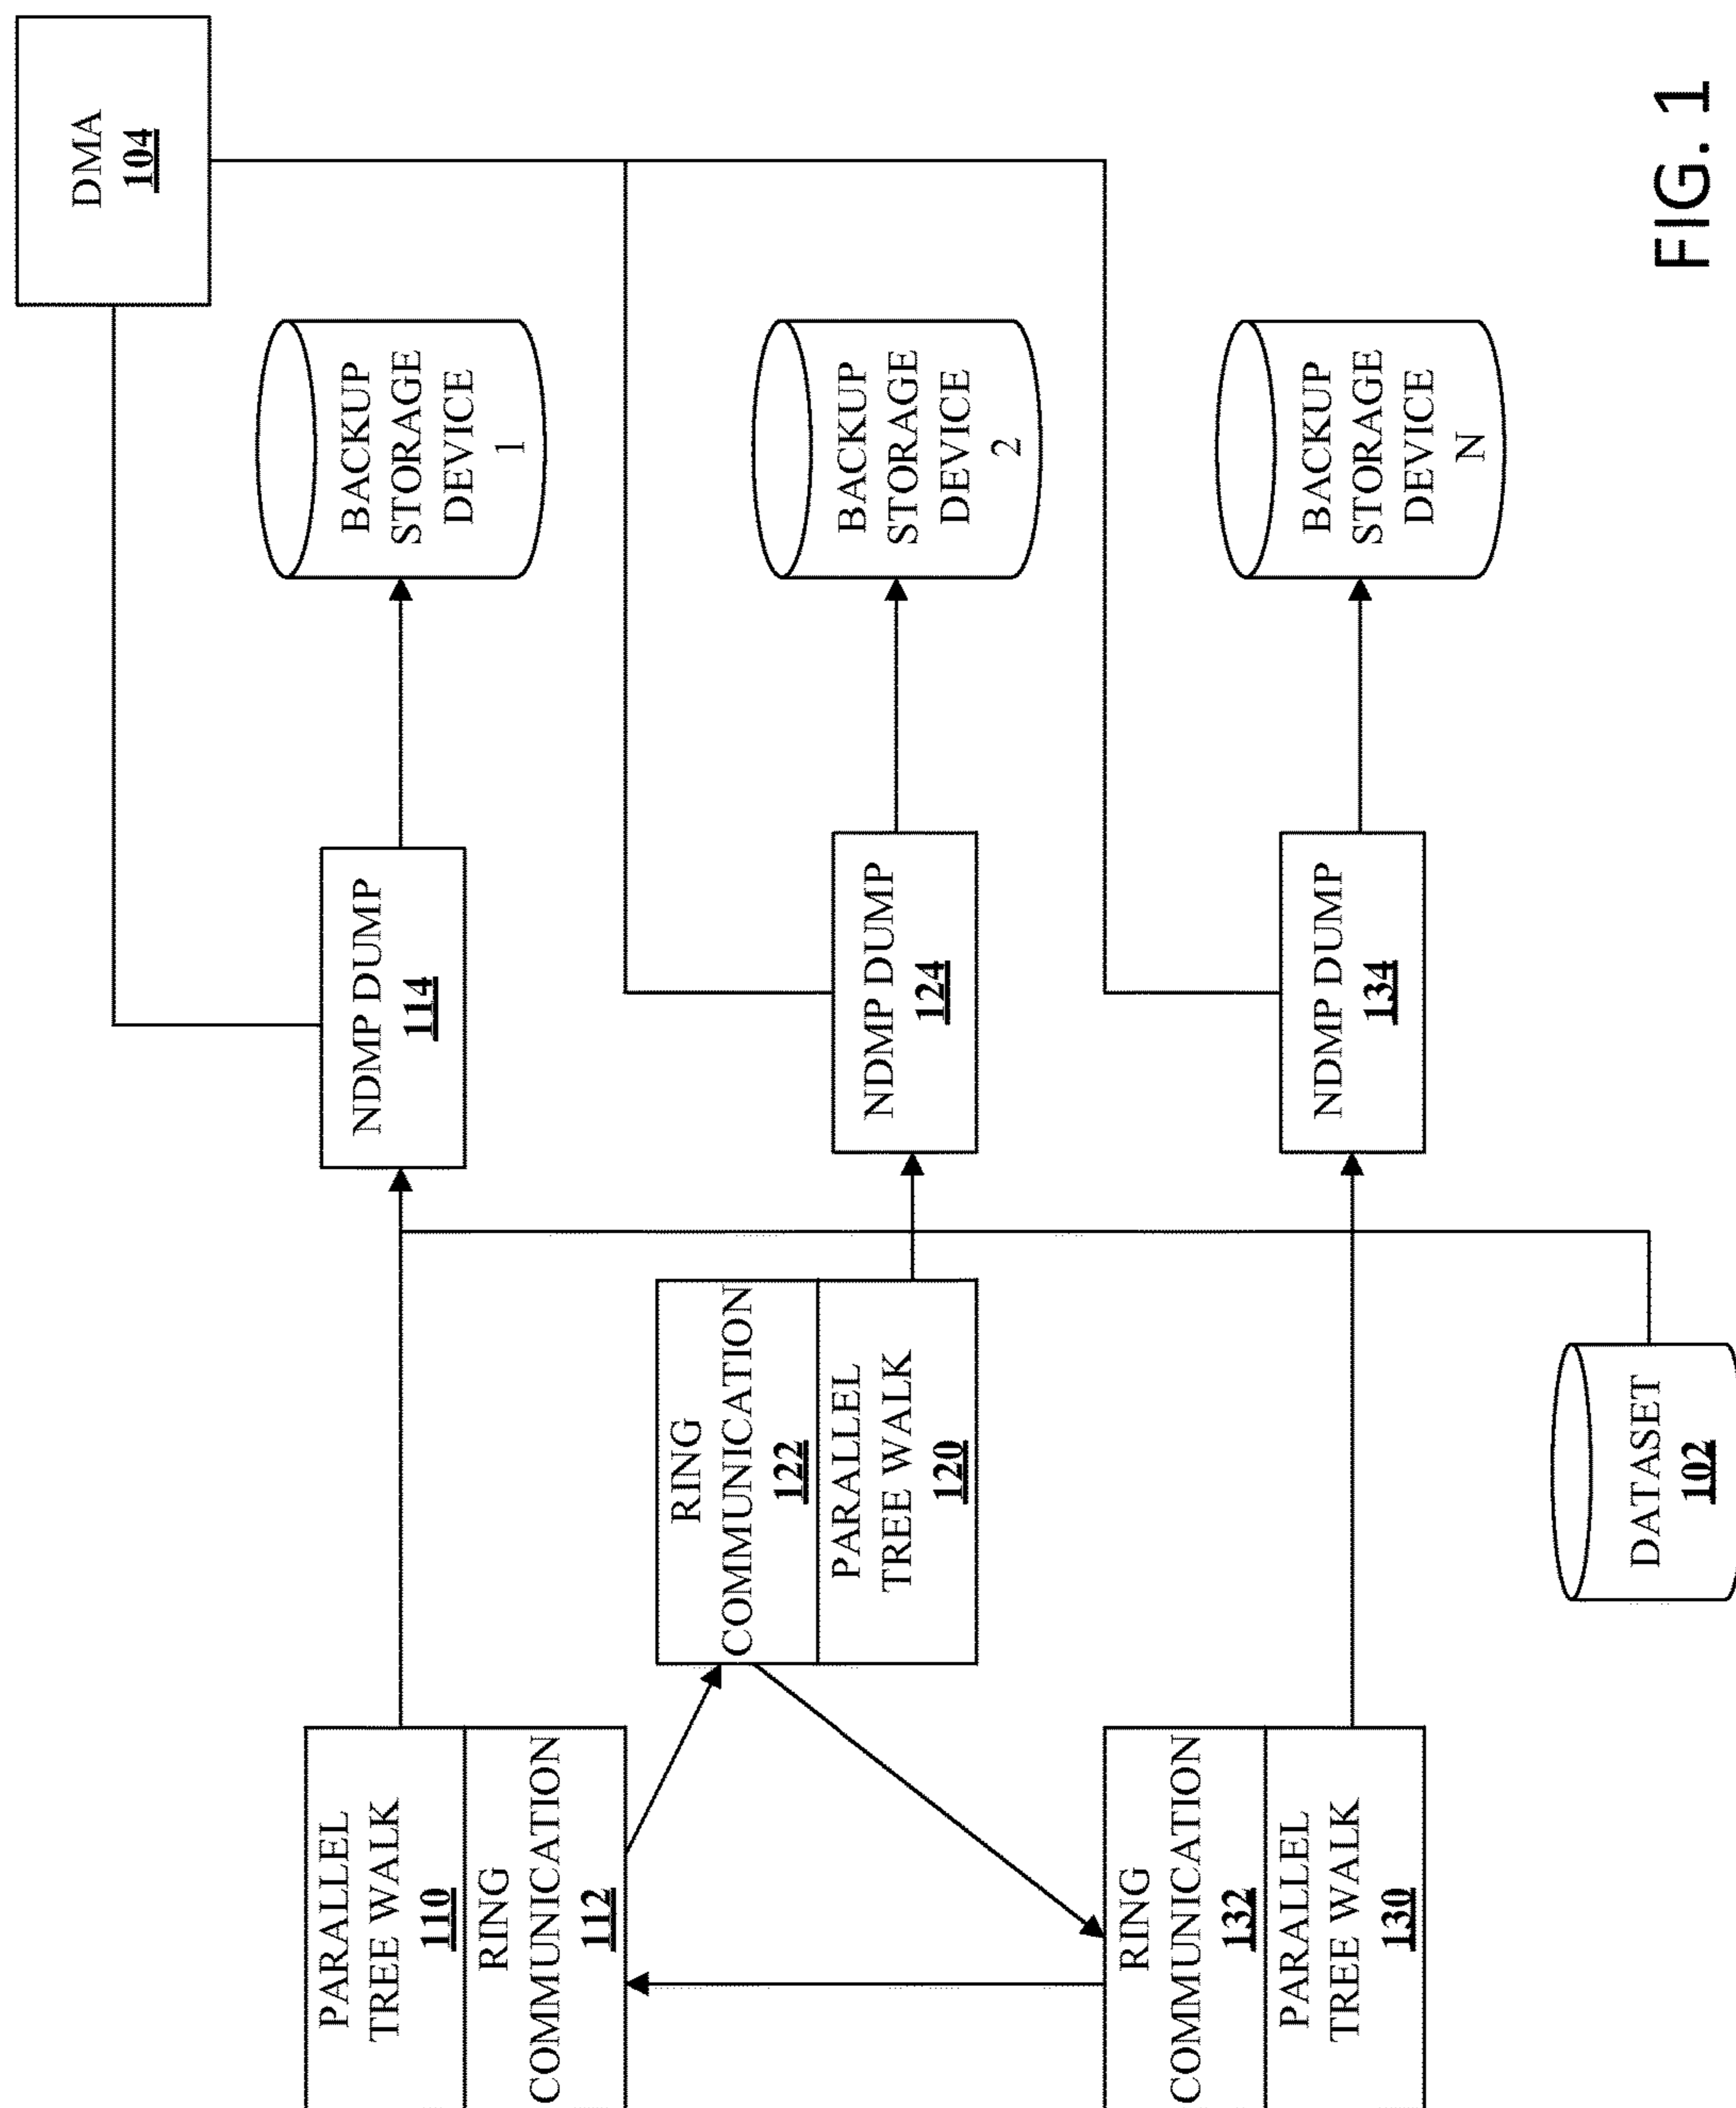 PARALLEL
TREE WALK
110
RING
COMMUNICATION
112
RING
COMMUNICATION
122
PARALLEL
TREE WALK
120
RING
COMMUNICATION
132
PARALLEL
TREE WALK
130
DATASET
102
NDMP DUMP
114
NDMP DUMP
124
NDMP DUMP
134
BACKUP
STORAGE
DEVICE
1
BACKUP
STORAGE
DEVICE
2
BACKUP
STORAGE
DEVICE
N
DMA
104
FIG. 1